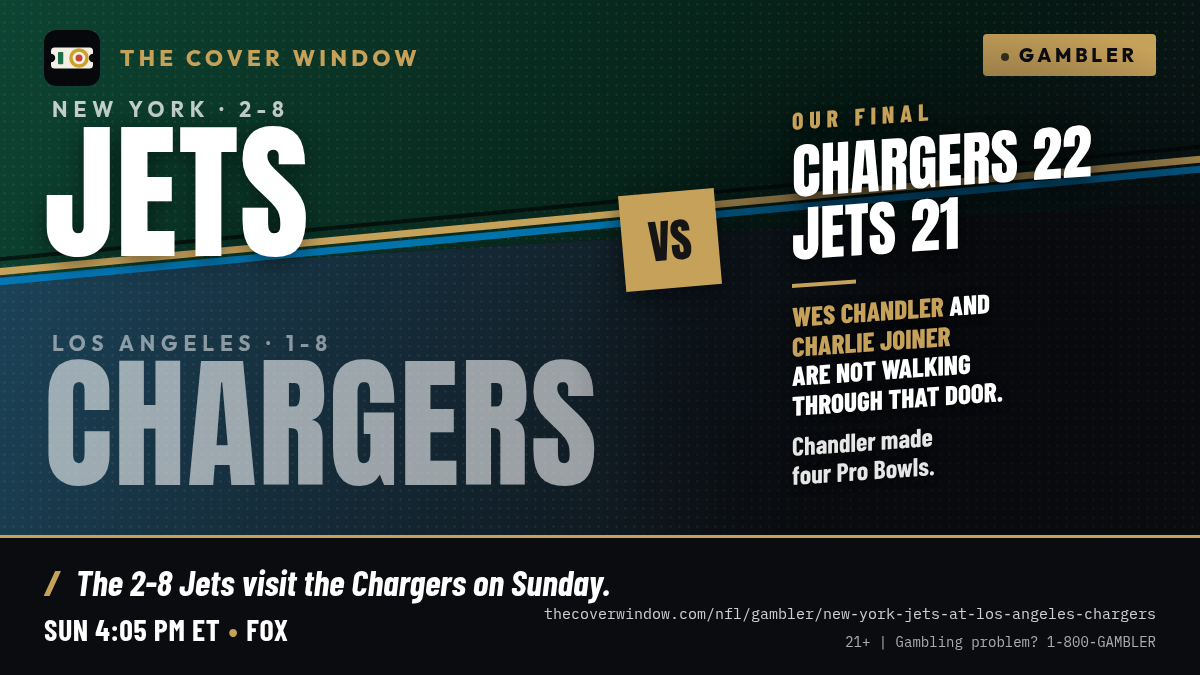 THE COVER WINDOW
• GAMBLER
NEW YORK · 2-8
JETS
VS
LOS ANGELES · 1-8
CHARGERS
OUR FINAL
CHARGERS 22
JETS 21
WES CHANDLER AND
CHARLIE JOINER
ARE NOT WALKING
THROUGH THAT DOOR.
Chandler made
four Pro Bowls.
/ The 2-8 Jets visit the Chargers on Sunday.
SUN 4:05 PM ET • FOX
thecoverwindow.com/nfl/gambler/new-york-jets-at-los-angeles-chargers
21+ | Gambling problem? 1-800-GAMBLER